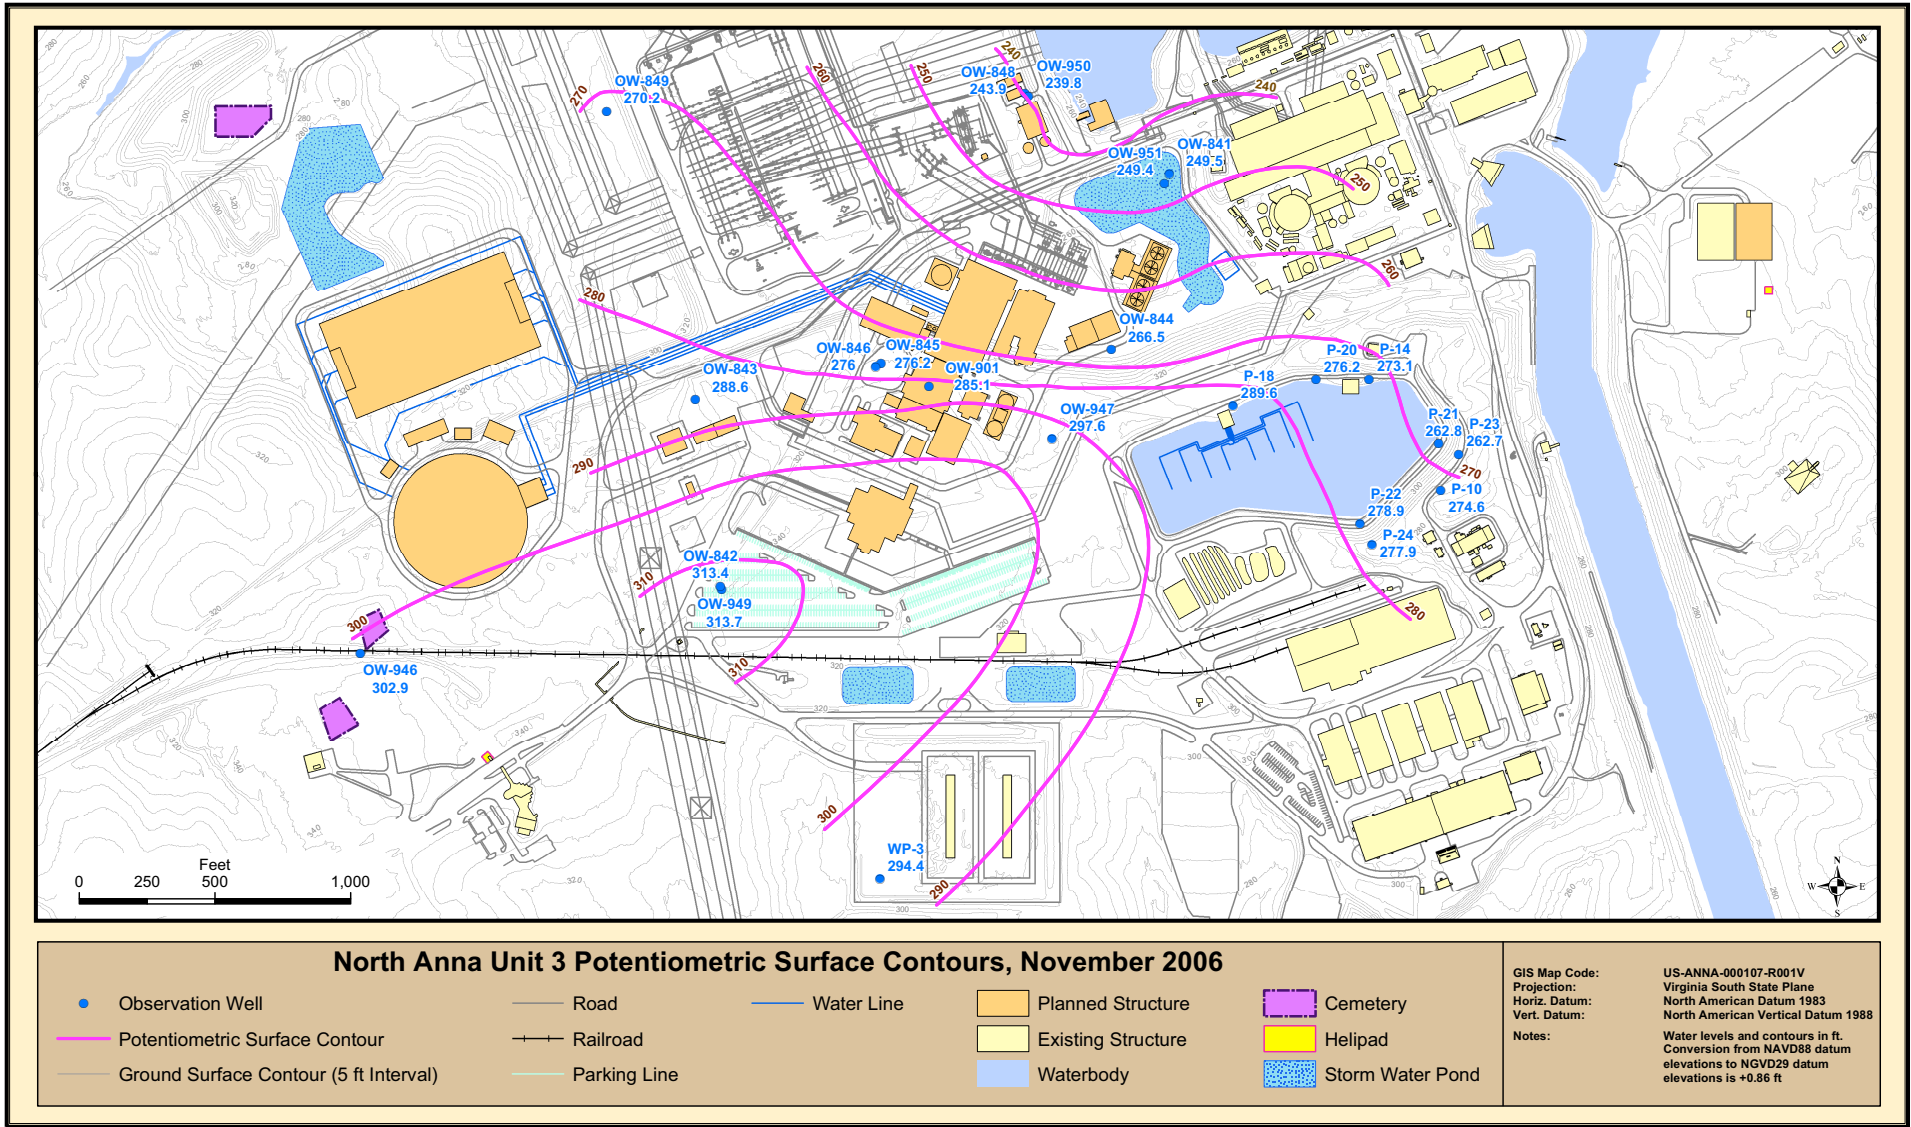 OW-849
270.2
OW-848
243.9
OW-950
239.8
OW-951
249.4
OW-841
249.5
OW-844
266.5
OW-846
276
OW-845
276.2
OW-901
285.1
OW-843
288.6
OW-947
297.6
P-18
289.6
P-20
276.2
P-14
273.1
P-21
262.8
P-23
262.7
P-10
274.6
P-22
278.9
P-24
277.9
OW-842
313.4
OW-949
313.7
OW-946
302.9
WP-3
294.4
270
260
250
240
240
250
260
280
290
300
310
310
300
290
270
280
Feet
0 250 500 1,000
N
W E
S
North Anna Unit 3 Potentiometric Surface Contours, November 2006
Observation Well
Potentiometric Surface Contour
Ground Surface Contour (5 ft Interval)
Road
Railroad
Parking Line
Water Line
Planned Structure
Existing Structure
Waterbody
Cemetery
Helipad
Storm Water Pond
GIS Map Code: US-ANNA-000107-R001V
Projection: Virginia South State Plane
Horiz. Datum: North American Datum 1983
Vert. Datum: North American Vertical Datum 1988
Notes: Water levels and contours in ft.
Conversion from NAVD88 datum
elevations to NGVD29 datum
elevations is +0.86 ft